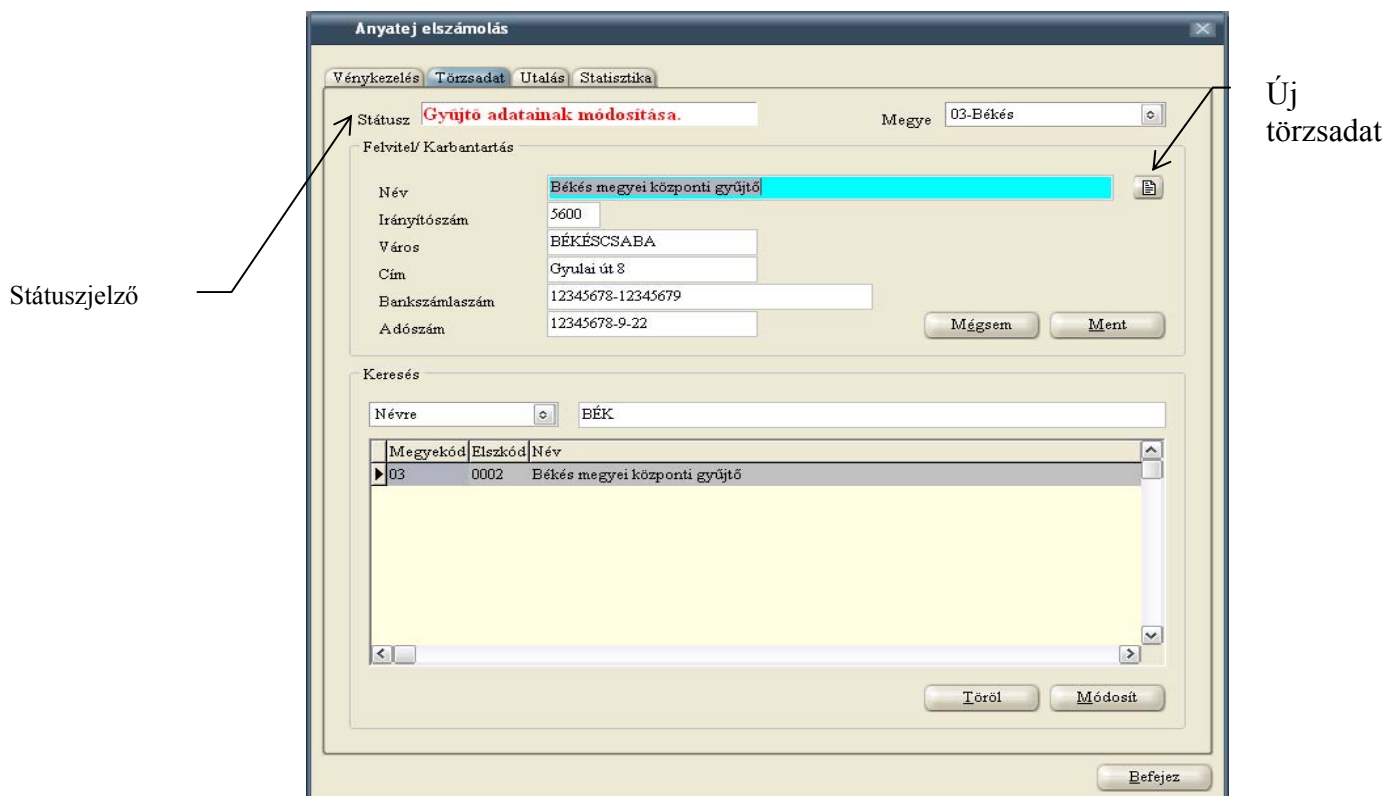 Anyatej elszámolás
Vénykezelés Törzsadat Utalás Statisztika
Új
törzsadat
Státusz Gyűjtő adatainak módosítása. Megye 03-Békés
Felvitel/ Karbantartás
Név Békés megyei központi gyűjtő
Irányítószám 5600
Város BÉKÉSCSABA
Cím Gyulai út 8
Státuszjelző
Bankszámlaszám 12345678-12345679
Adószám 12345678-9-22
Mégsem Ment
Keresés
Névre BÉK
Megyekód Elszkód Név
03 0002 Békés megyei központi gyűjtő
Töröl Módosít
Befejez